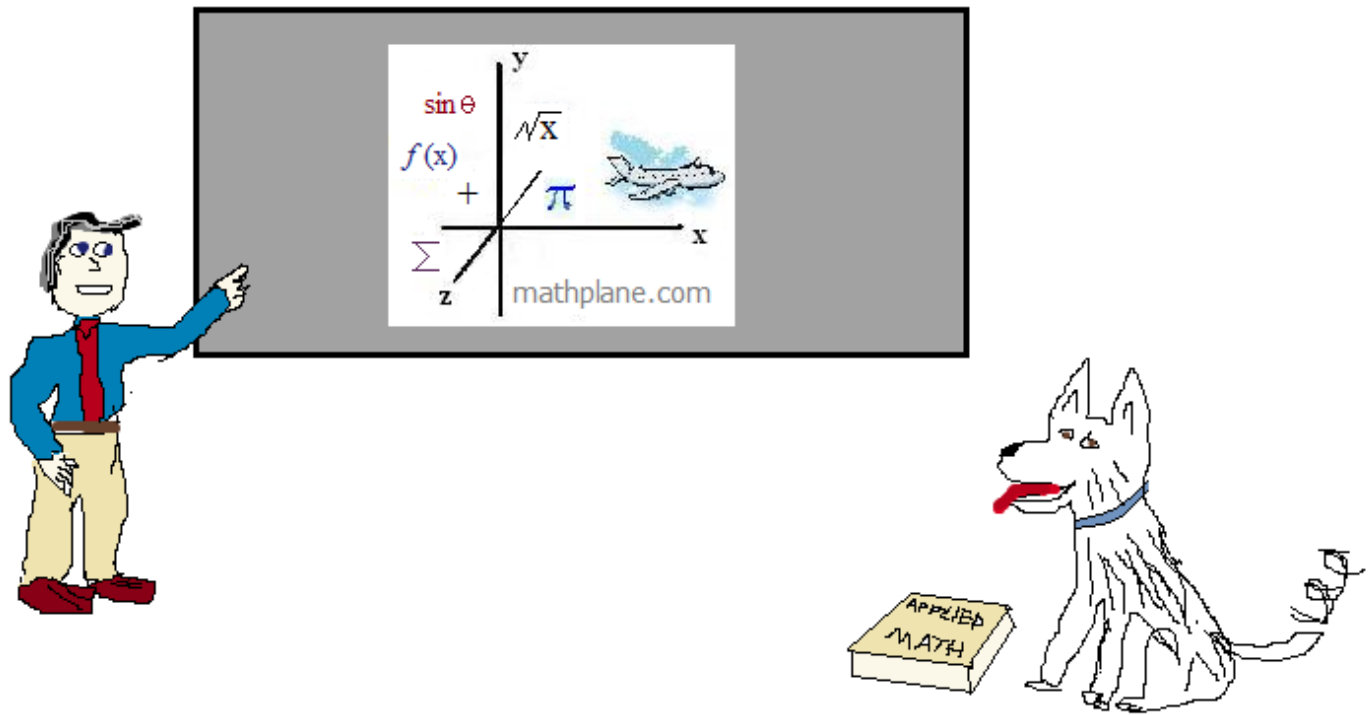 y
sin θ
√x
f(x)
+
π
x
Σ
z
mathplane.com
APPLIED
MATH